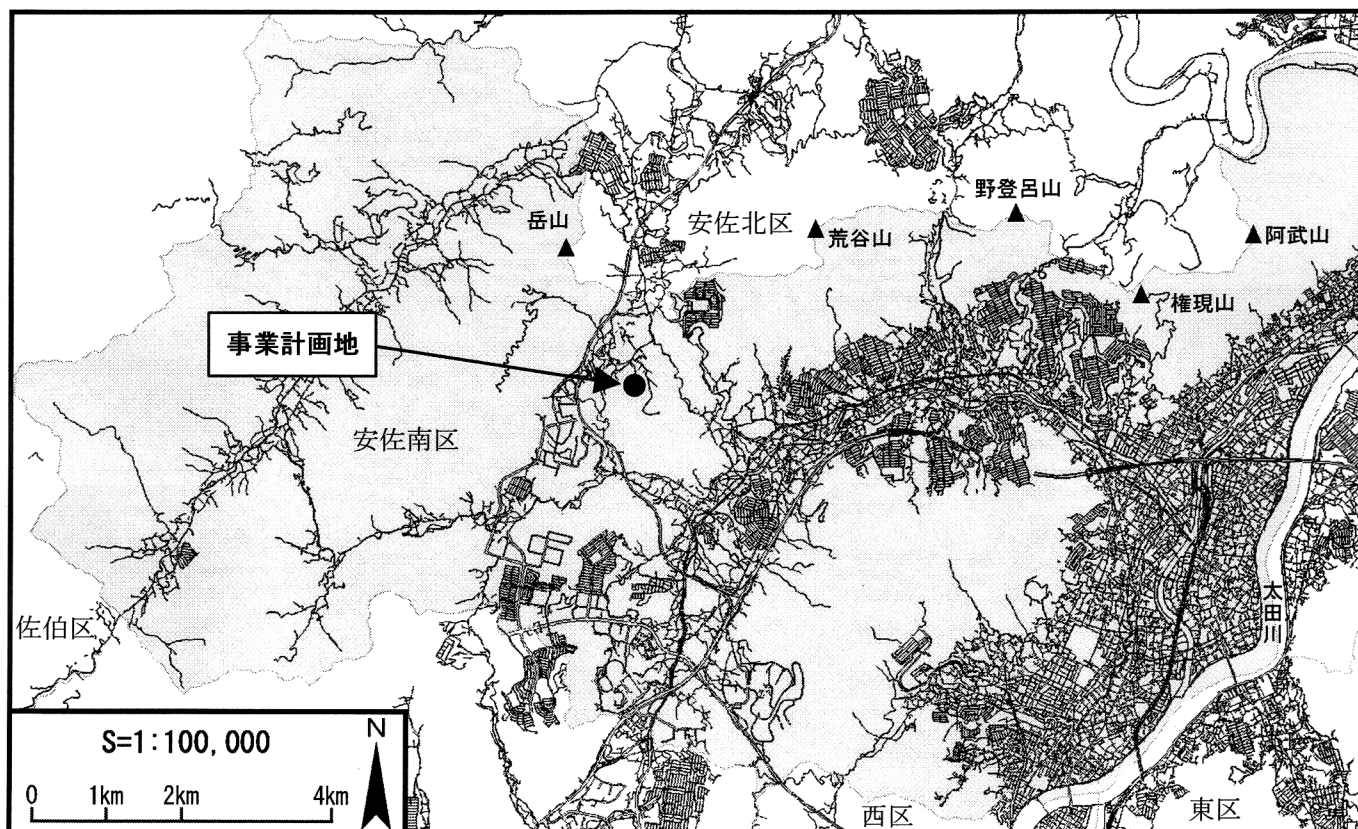 野登呂山
岳山
安佐北区
荒谷山
阿武山
権現山
事業計画地
安佐南区
太田川
佐伯区
S=1:100,000
N
0 1km 2km 4km
西区
東区